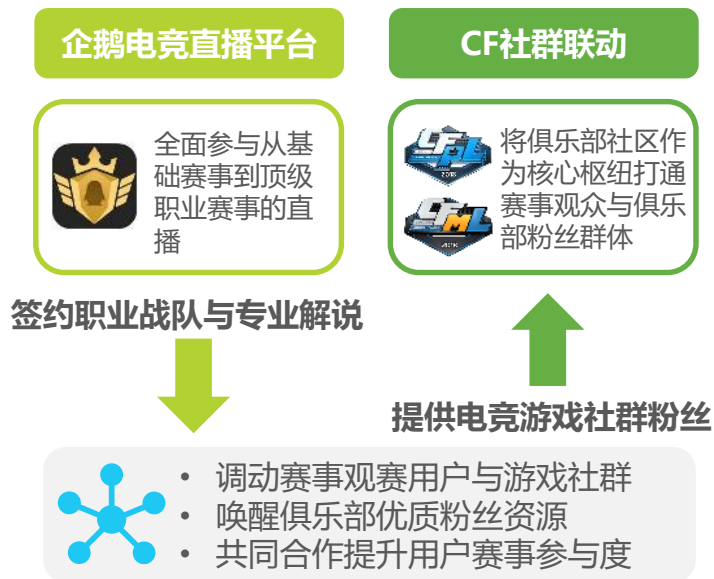 企鹅电竞直播平台
CF社群联动
全面参与从基
础赛事到顶级
职业赛事的直
播
CFPL
CFML
将俱乐部社区作
为核心枢纽打通
赛事观众与俱乐
部粉丝群体
签约职业战队与专业解说
提供电竞游戏社群粉丝
• 调动赛事观赛用户与游戏社群
• 唤醒俱乐部优质粉丝资源
• 共同合作提升用户赛事参与度